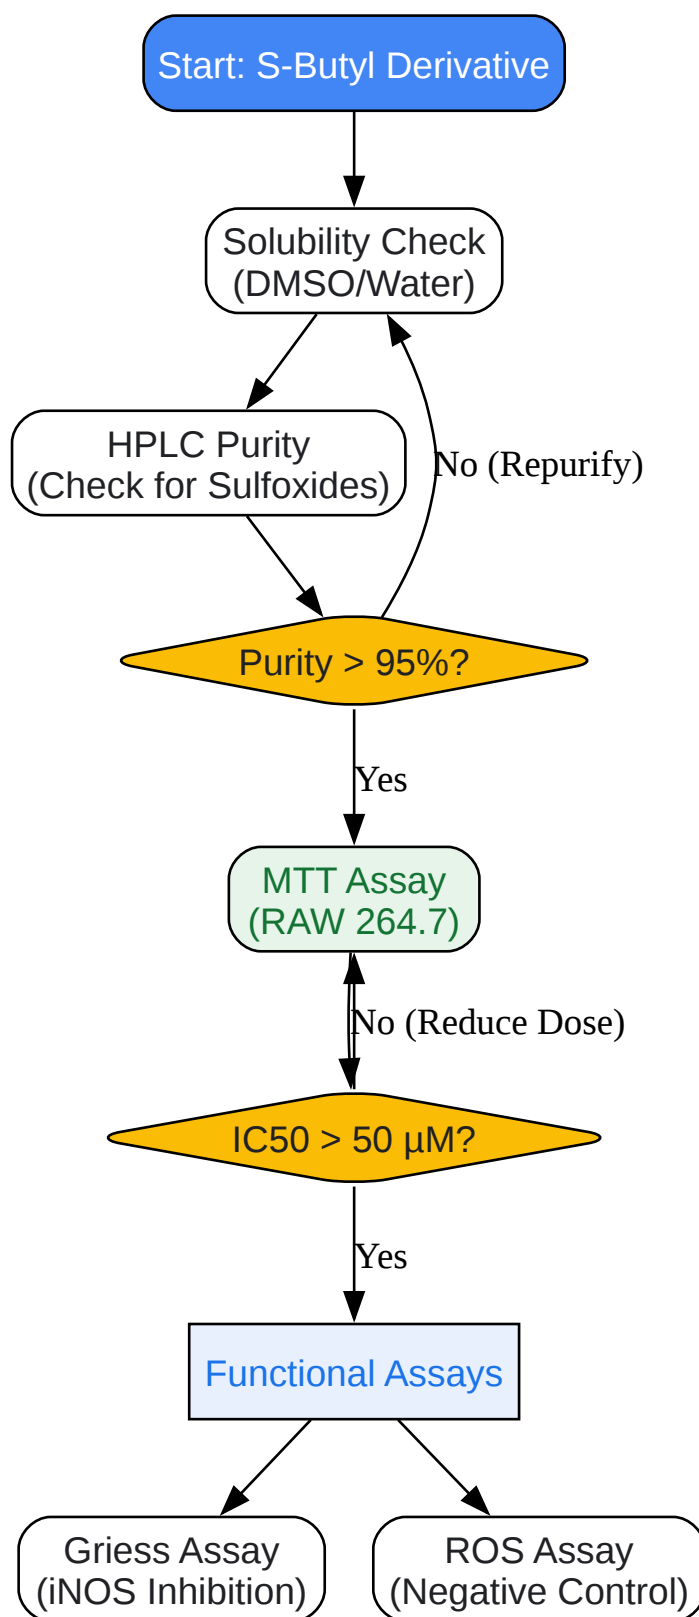 Start: S-Butyl Derivative
Solubility Check
(DMSO/Water)
HPLC Purity
(Check for Sulfoxides)
No (Repurify)
Purity > 95%?
Yes
MTT Assay
(RAW 264.7)
No (Reduce Dose)
IC50 > 50 µM?
Yes
Functional Assays
Griess Assay
(iNOS Inhibition)
ROS Assay
(Negative Control)